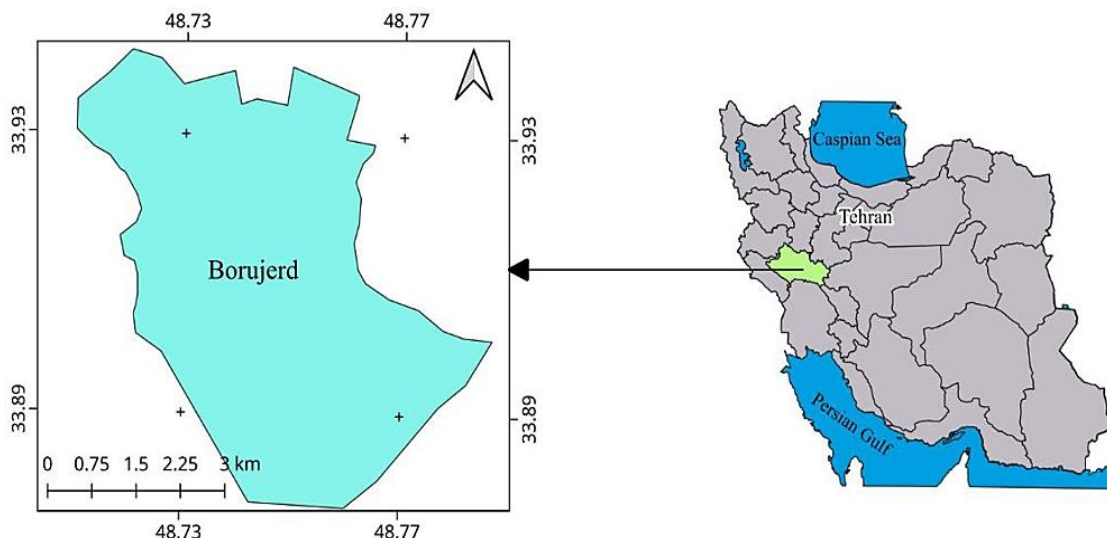 48.73
48.77
33.93
33.93
Borujerd
33.89
33.89
0 0.75 1.5 2.25 3 km
48.73
48.77
Caspian Sea
Tehran
Persian Gulf